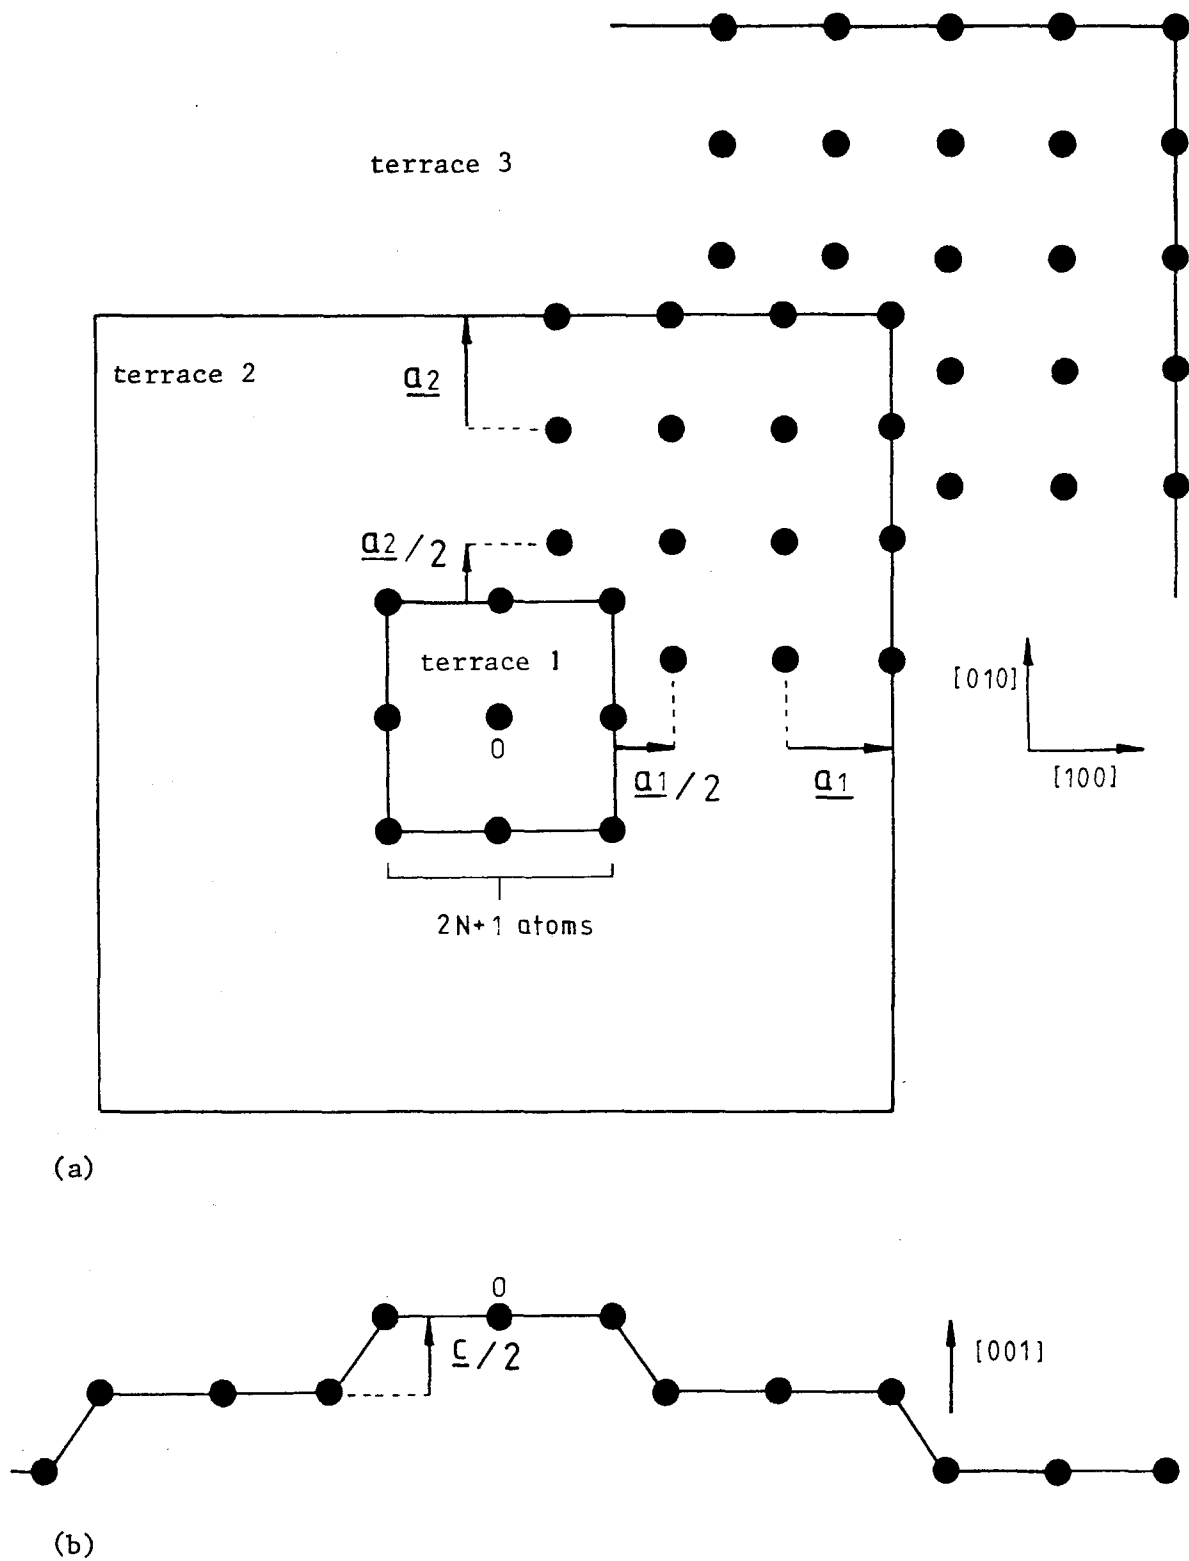 terrace 3
terrace 2
a2
a2/2
terrace 1
0
a1/2
a1
[010]
[100]
2N+1 atoms
(a)
0
c/2
[001]
(b)